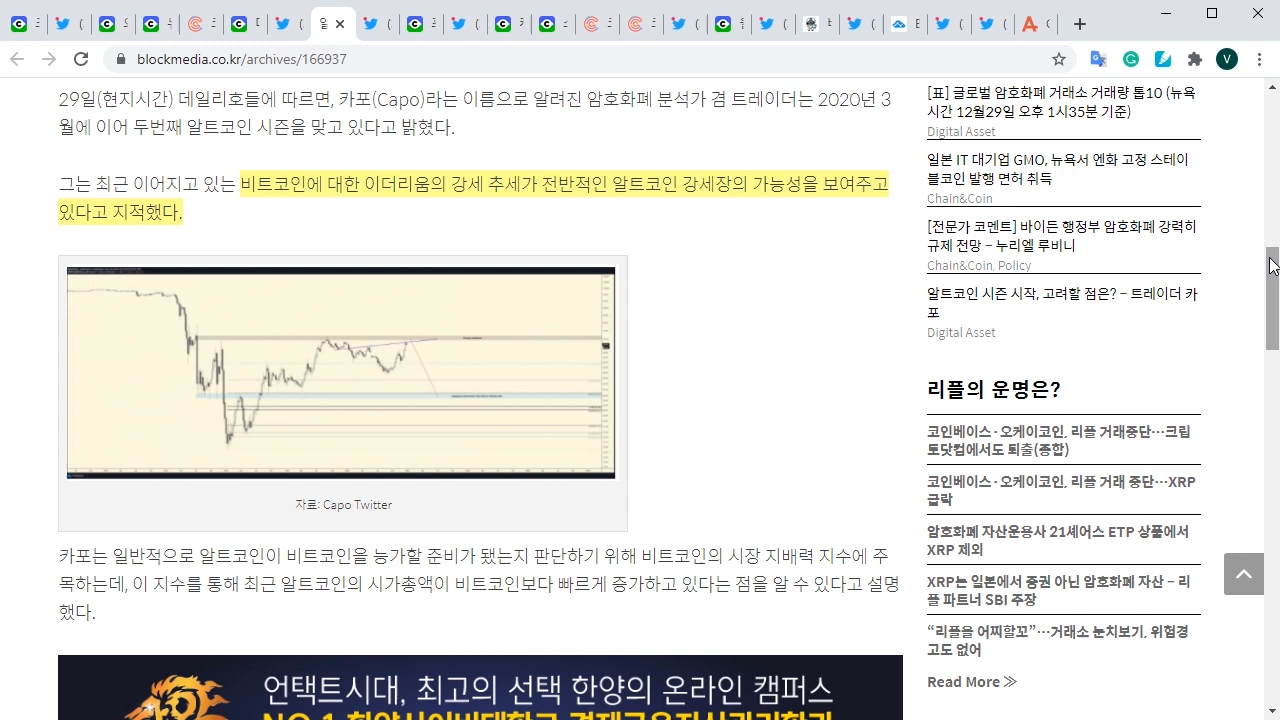 blockmedia.co.kr/archives/166937
V
29일(현지시간) 데일리호들에 따르면, 카포(Capo)라는 이름으로 알려진 암호화폐 분석가 겸 트레이더는 2020년 3
월에 이어 두번째 알트코인 시즌을 맞고 있다고 밝혔다.
그는 최근 이어지고 있는 비트코인에 대한 이더리움의 강세 추세가 전반적인 알트코인 강세장의 가능성을 보여주고
있다고 지적했다.
자료: Capo Twitter
카포는 일반적으로 알트코인이 비트코인을 능가할 준비가 됐는지 판단하기 위해 비트코인의 시장 지배력 지수에 주
목하는데, 이 지수를 통해 최근 알트코인의 시가총액이 비트코인보다 빠르게 증가하고 있다는 점을 알 수 있다고 설명
했다.
언택트시대, 최고의 선택 한양의 온라인 캠퍼스
[표] 글로벌 암호화폐 거래소 거래량 톱10 (뉴욕
시간 12월29일 오후 1시35분 기준)
Digital Asset
일본 IT 대기업 GMO, 뉴욕서 엔화 고정 스테이
블코인 발행 면허 취득
Chain&Coin
[전문가 코멘트] 바이든 행정부 암호화폐 강력히
규제 전망 – 누리엘 루비니
Chain&Coin, Policy
알트코인 시즌 시작, 고려할 점은? – 트레이더 카
포
Digital Asset
리플의 운명은?
코인베이스·오케이코인, 리플 거래중단…크립
토닷컴에서도 퇴출(종합)
코인베이스·오케이코인, 리플 거래 중단…XRP
급락
암호화폐 자산운용사 21셰어스 ETP 상품에서
XRP 제외
XRP는 일본에서 증권 아닌 암호화폐 자산 – 리
플 파트너 SBI 주장
“리플을 어찌할꼬”…거래소 눈치보기, 위험경
고도 없어
Read More ≫